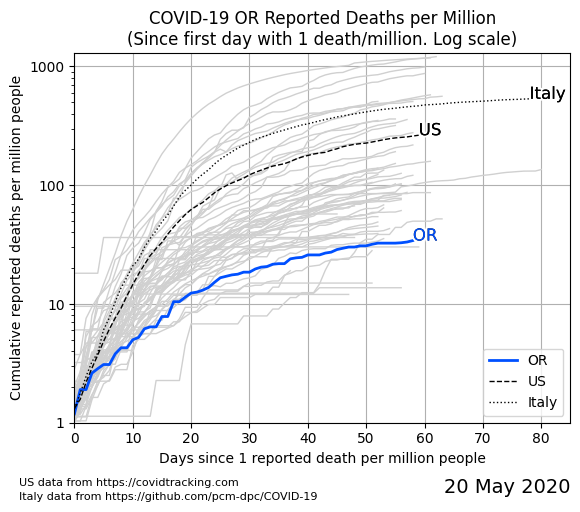 COVID-19 OR Reported Deaths per Million
(Since first day with 1 death/million. Log scale)
Cumulative reported deaths per million people
1000
100
10
1
Italy
US
OR
OR
US
Italy
0 10 20 30 40 50 60 70 80
Days since 1 reported death per million people
US data from https://covidtracking.com
Italy data from https://github.com/pcm-dpc/COVID-19
20 May 2020